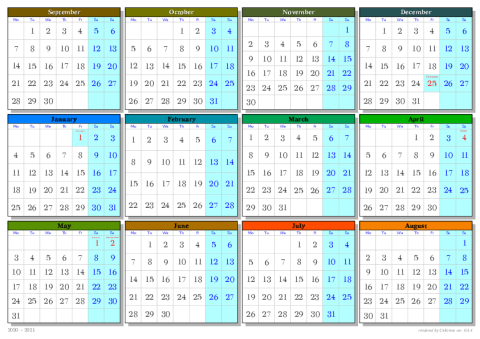 September
Mo Tu We Th Fr Sa Su
1 2 3 4 5 6
7 8 9 10 11 12 13
14 15 16 17 18 19 20
21 22 23 24 25 26 27
28 29 30
October
Mo Tu We Th Fr Sa Su
1 2 3 4
5 6 7 8 9 10 11
12 13 14 15 16 17 18
19 20 21 22 23 24 25
26 27 28 29 30 31
November
Mo Tu We Th Fr Sa Su
1
2 3 4 5 6 7 8
9 10 11 12 13 14 15
16 17 18 19 20 21 22
23 24 25 26 27 28 29
30
December
Mo Tu We Th Fr Sa Su
1 2 3 4 5 6
7 8 9 10 11 12 13
14 15 16 17 18 19 20
21 22 23 24 25 26 27
28 29 30 31
January
Mo Tu We Th Fr Sa Su
1 2 3
4 5 6 7 8 9 10
11 12 13 14 15 16 17
18 19 20 21 22 23 24
25 26 27 28 29 30 31
February
Mo Tu We Th Fr Sa Su
1 2 3 4 5 6 7
8 9 10 11 12 13 14
15 16 17 18 19 20 21
22 23 24 25 26 27 28
March
Mo Tu We Th Fr Sa Su
1 2 3 4 5 6 7
8 9 10 11 12 13 14
15 16 17 18 19 20 21
22 23 24 25 26 27 28
29 30 31
April
Mo Tu We Th Fr Sa Su
1 2 3 4
5 6 7 8 9 10 11
12 13 14 15 16 17 18
19 20 21 22 23 24 25
26 27 28 29 30
May
Mo Tu We Th Fr Sa Su
1 2
3 4 5 6 7 8 9
10 11 12 13 14 15 16
17 18 19 20 21 22 23
24 25 26 27 28 29 30
31
June
Mo Tu We Th Fr Sa Su
1 2 3 4 5 6
7 8 9 10 11 12 13
14 15 16 17 18 19 20
21 22 23 24 25 26 27
28 29 30
July
Mo Tu We Th Fr Sa Su
1 2 3 4
5 6 7 8 9 10 11
12 13 14 15 16 17 18
19 20 21 22 23 24 25
26 27 28 29 30 31
August
Mo Tu We Th Fr Sa Su
1
2 3 4 5 6 7 8
9 10 11 12 13 14 15
16 17 18 19 20 21 22
23 24 25 26 27 28 29
30 31
2020 - 2021
created by